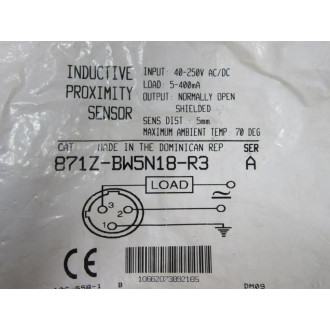 INDUCTIVE PROXIMITY SENSOR
INPUT: 40-250V AC/DC
LOAD: 5-400mA
OUTPUT: NORMALLY OPEN
SHIELDED
SENS DIST - 5mm
MAXIMUM AMBIENT TEMP 70 DEG
CAT MADE IN THE DOMINICAN REP SER
871Z-BW5N18-R3 A
LOAD
1
2
3
CE
10662073092185
B
DM09